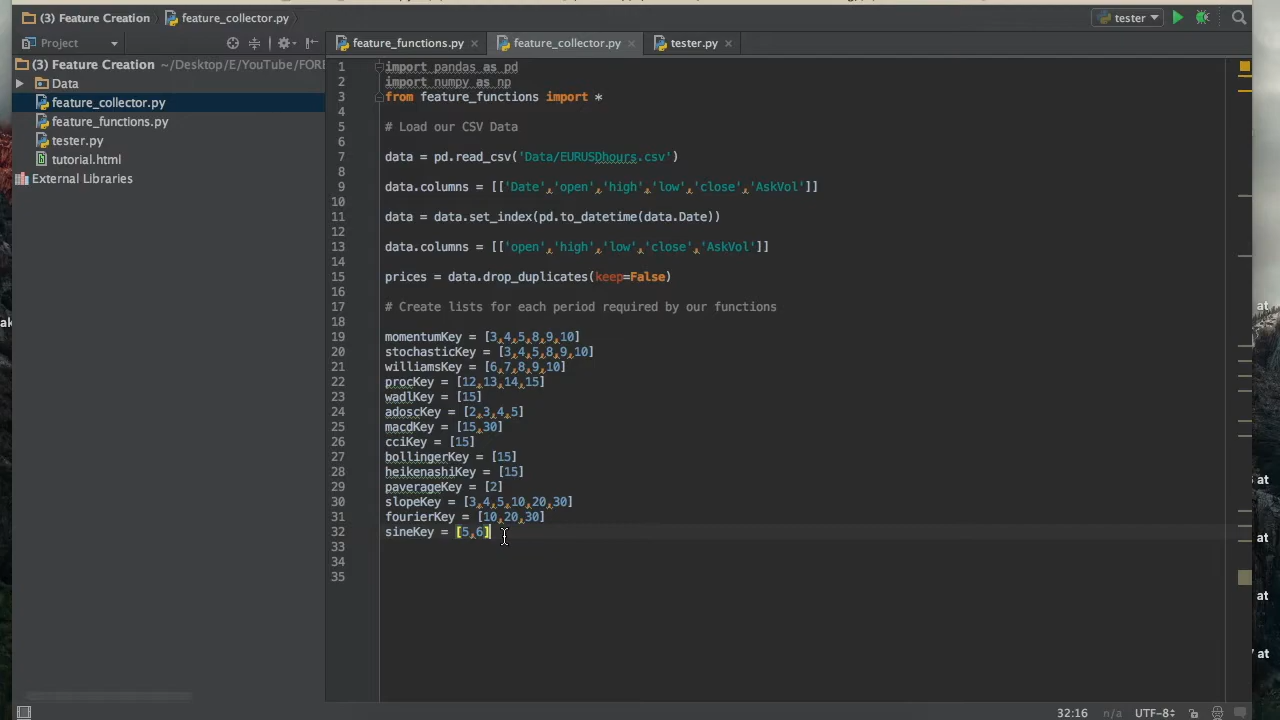 (3) Feature Creation feature_collector.py tester
Project feature_functions.py feature_collector.py tester.py
(3) Feature Creation ~/Desktop/E/YouTube/FORE
Data
feature_collector.py
feature_functions.py
tester.py
tutorial.html
External Libraries
1 import pandas as pd
2 import numpy as np
3 from feature_functions import *
4
5 # Load our CSV Data
6
7 data = pd.read_csv('Data/EURUSDhours.csv')
8
9 data.columns = [['Date','open','high','low','close','AskVol']]
10
11 data = data.set_index(pd.to_datetime(data.Date))
12
13 data.columns = [['open','high','low','close','AskVol']]
14
15 prices = data.drop_duplicates(keep=False)
16
17 # Create lists for each period required by our functions
18
19 momentumKey = [3,4,5,8,9,10]
20 stochasticKey = [3,4,5,8,9,10]
21 williamsKey = [6,7,8,9,10]
22 procKey = [12,13,14,15]
23 wadlKey = [15]
24 adoscKey = [2,3,4,5]
25 macdKey = [15,30]
26 cciKey = [15]
27 bollingerKey = [15]
28 heikenashiKey = [15]
29 paverageKey = [2]
30 slopeKey = [3,4,5,10,20,30]
31 fourierKey = [10,20,30]
32 sineKey = [5,6]
33
34
35
32:16 n/a UTF-8
at
at
at
at
at